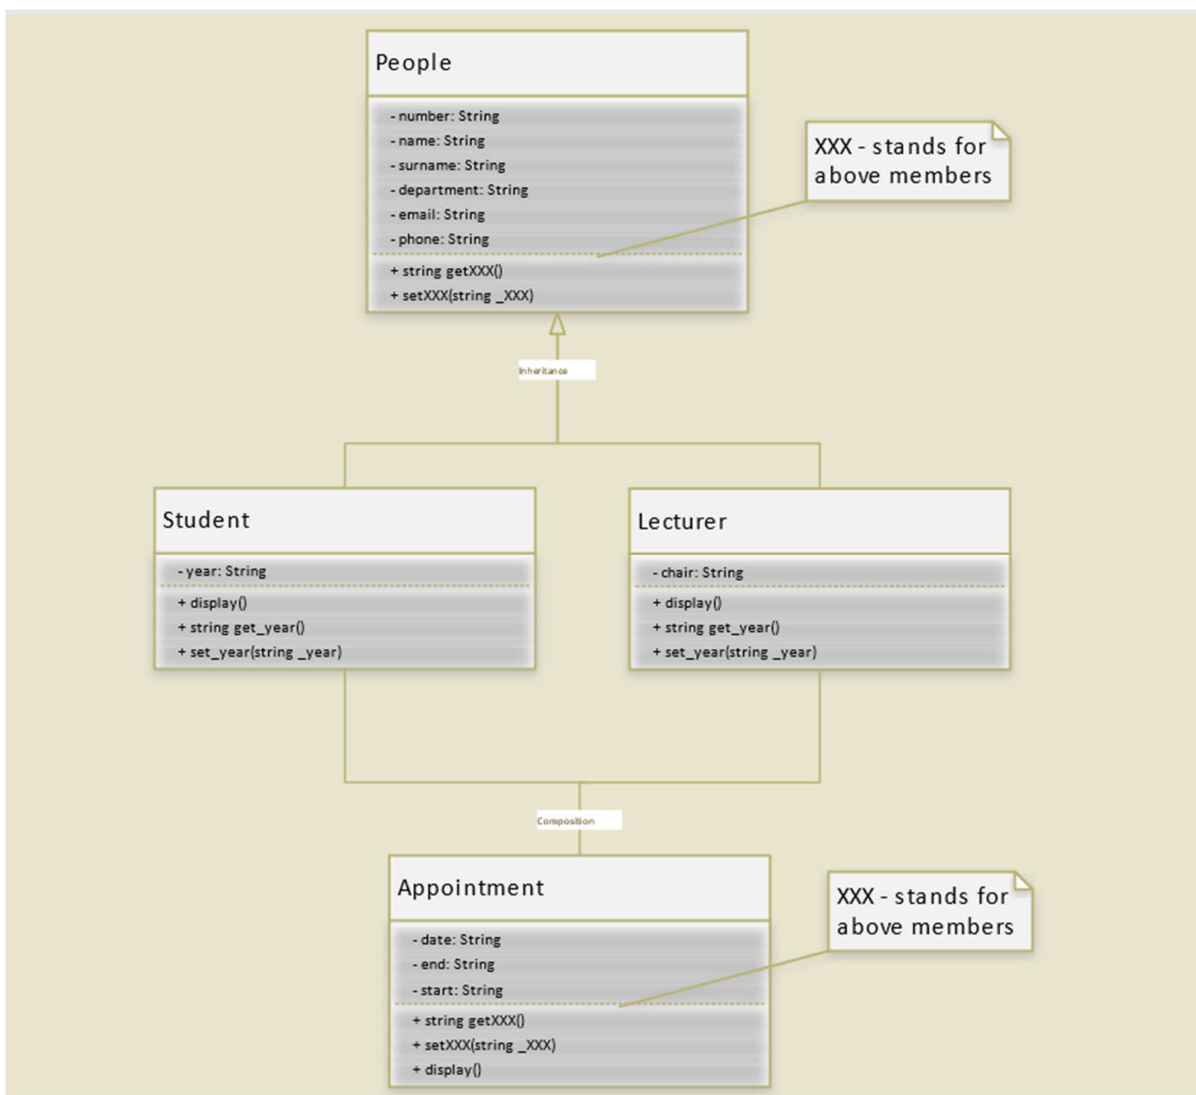 People
- number: String
- name: String
- surname: String
- department: String
- email: String
- phone: String
+ string getXXX()
+ setXXX(string _XXX)
XXX - stands for
above members
Inheritance
Student
- year: String
+ display()
+ string get_year()
+ set_year(string _year)
Lecturer
- chair: String
+ display()
+ string get_year()
+ set_year(string _year)
Composition
Appointment
- date: String
- end: String
- start: String
+ string getXXX()
+ setXXX(string _XXX)
+ display()
XXX - stands for
above members